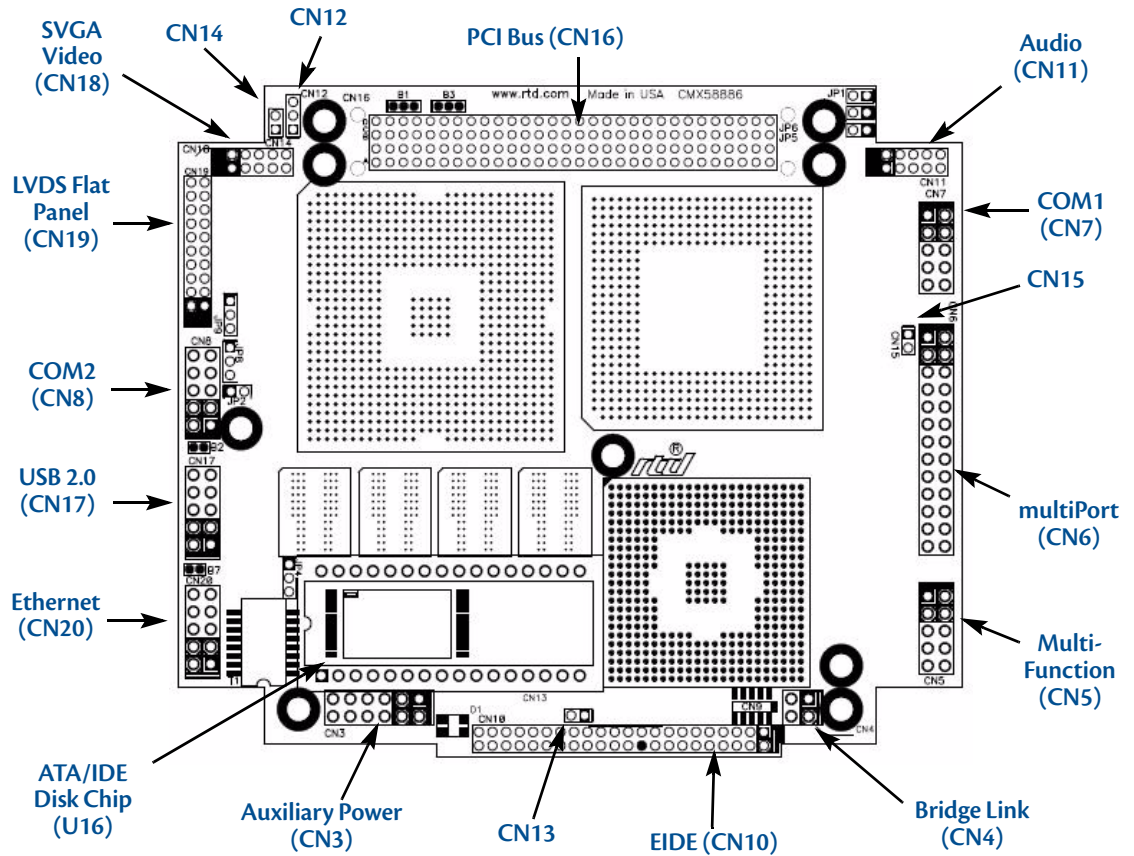 CN12
CN14
SVGA
Video
(CN18)
PCI Bus (CN16)
Audio
(CN11)
CN12
CN16
B1
B3
www.rtd.com
Made in USA
CMX58886
JP1
JP6
JP5
CN14
CN18
CN19
CN11
CN7
LVDS Flat
Panel
(CN19)
COM1
(CN7)
CN15
CN6
CN15
JP9
CN8
JP8
JP2
COM2
(CN8)
B2
CN17
rtd®
USB 2.0
(CN17)
multiPort
(CN6)
B7
CN20
JP4
Ethernet
(CN20)
T1
Multi-
Function
(CN5)
CN5
CN13
D1
CN10
CN9
CN3
CN4
ATA/IDE
Disk Chip
(U16)
Auxiliary Power
(CN3)
CN13
EIDE (CN10)
Bridge Link
(CN4)